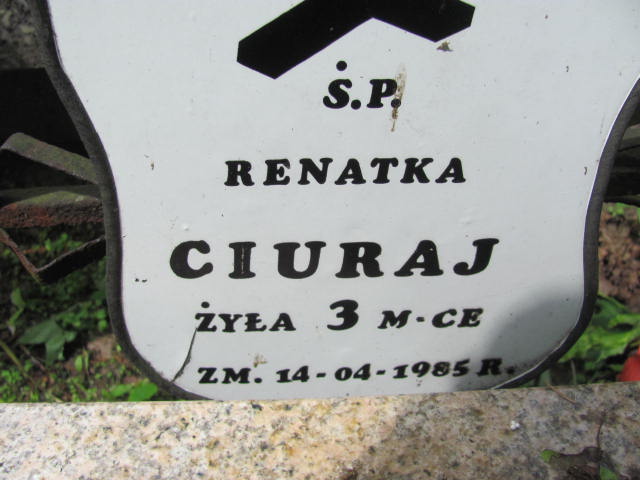 Ś.P.
RENATKA
CIURAJ
ŻYŁA 3 M-CE
ZM. 14-04-1985 R.